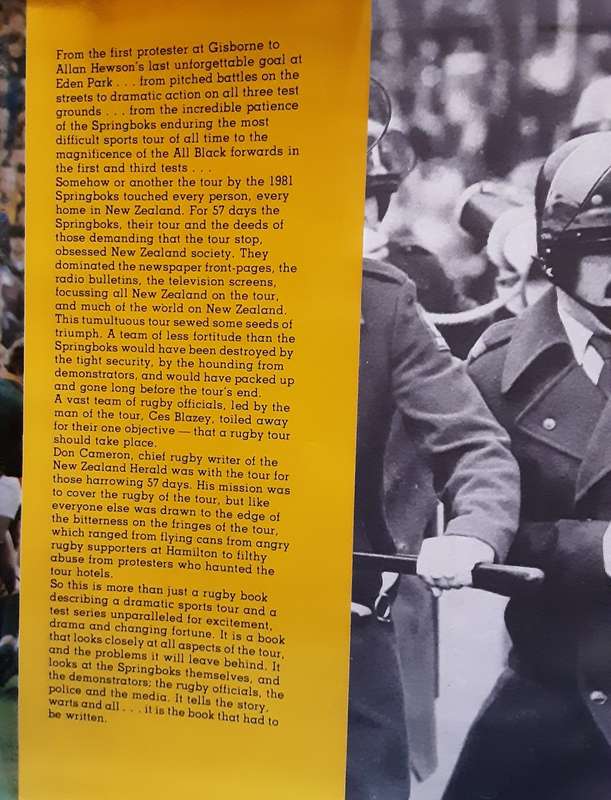 From the first protester at Gisborne to
Allan Hewson's last unforgettable goal at
Eden Park . . . from pitched battles on the
streets to dramatic action on all three test
grounds . . . from the incredible patience
of the Springboks enduring the most
difficult sports tour of all time to the
magnificence of the All Black forwards in
the first and third tests . . .
Somehow or another the tour by the 1981
Springboks touched every person, every
home in New Zealand. For 57 days the
Springboks, their tour and the deeds of
those demanding that the tour stop,
obsessed New Zealand society. They
dominated the newspaper front-pages, the
radio bulletins, the television screens,
focussing all New Zealand on the tour,
and much of the world on New Zealand.
This tumultuous tour sewed some seeds of
triumph. A team of less fortitude than the
Springboks would have been destroyed by
the tight security, by the hounding from
demonstrators, and would have packed up
and gone long before the tour's end.
A vast team of rugby officials, led by the
man of the tour, Ces Blazey, toiled away
for their one objective — that a rugby tour
should take place.
Don Cameron, chief rugby writer of the
New Zealand Herald was with the tour for
those harrowing 57 days. His mission was
to cover the rugby of the tour, but like
everyone else was drawn to the edge of
the bitterness on the fringes of the tour,
which ranged from flying cans from angry
rugby supporters at Hamilton to filthy
abuse from protesters who haunted the
tour hotels.
So this is more than just a rugby book
describing a dramatic sports tour and a
test series unparalleled for excitement,
drama and changing fortune. It is a book
that looks closely at all aspects of the tour,
and the problems it will leave behind. It
looks at the Springboks themselves, and
the demonstrators; the rugby officials, the
police and the media. It tells the story,
warts and all . . . it is the book that had to
be written.